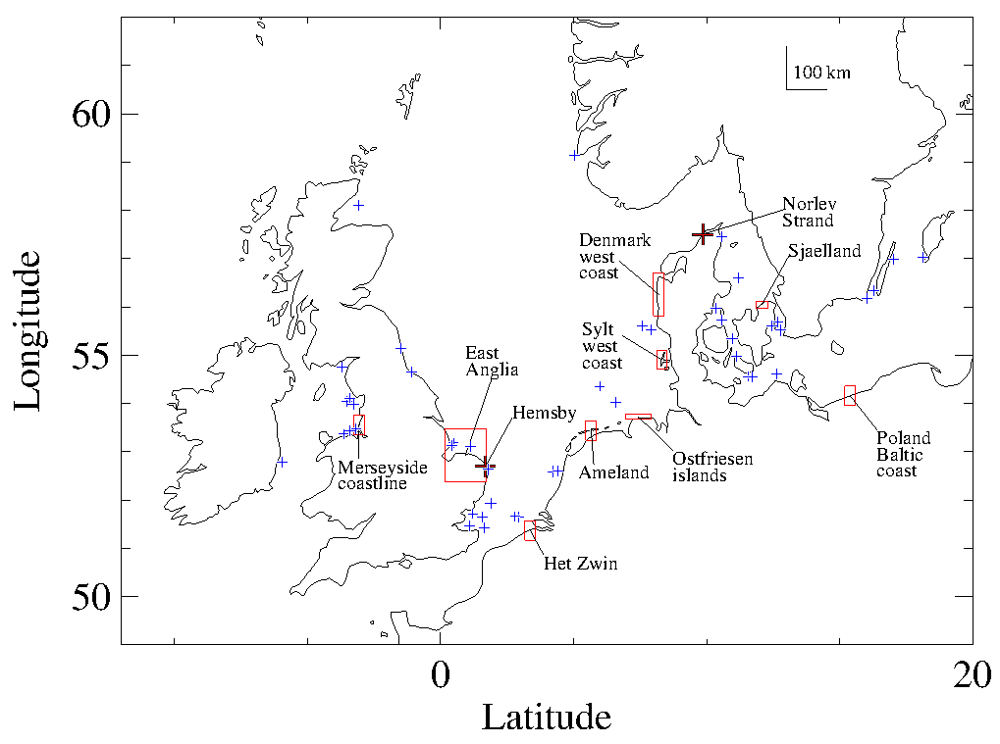 100 km
60
Norlev
Strand
Denmark
west
coast
Sjaelland
Sylt
west
coast
55
East
Anglia
Hemsby
Longitude
Merseyside
coastline
Ameland
Ostfriesen
islands
Poland
Baltic
coast
Het Zwin
50
0
20
Latitude